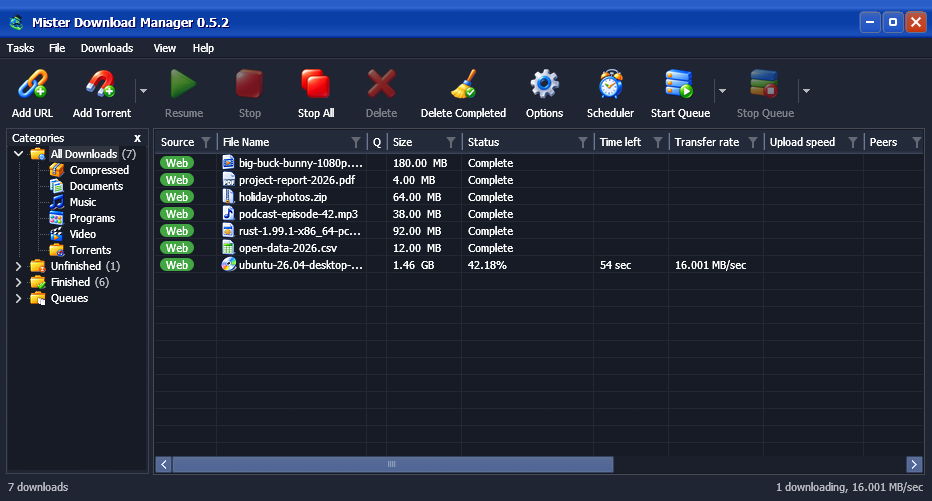 Mister Download Manager 0.5.2
Tasks File Downloads View Help
Add URL Add Torrent Resume Stop Stop All Delete Delete Completed Options Scheduler Start Queue Stop Queue
Categories x
All Downloads (7)
Compressed
Documents
Music
Programs
Video
Torrents
Unfinished (1)
Finished (6)
Queues
Source File Name Q Size Status Time left Transfer rate Upload speed Peers
Web big-buck-bunny-1080p.... 180.00 MB Complete
Web project-report-2026.pdf 4.00 MB Complete
Web holiday-photos.zip 64.00 MB Complete
Web podcast-episode-42.mp3 38.00 MB Complete
Web rust-1.99.1-x86_64-pc... 92.00 MB Complete
Web open-data-2026.csv 12.00 MB Complete
Web ubuntu-26.04-desktop-... 1.46 GB 42.18% 54 sec 16.001 MB/sec
7 downloads 1 downloading, 16.001 MB/sec